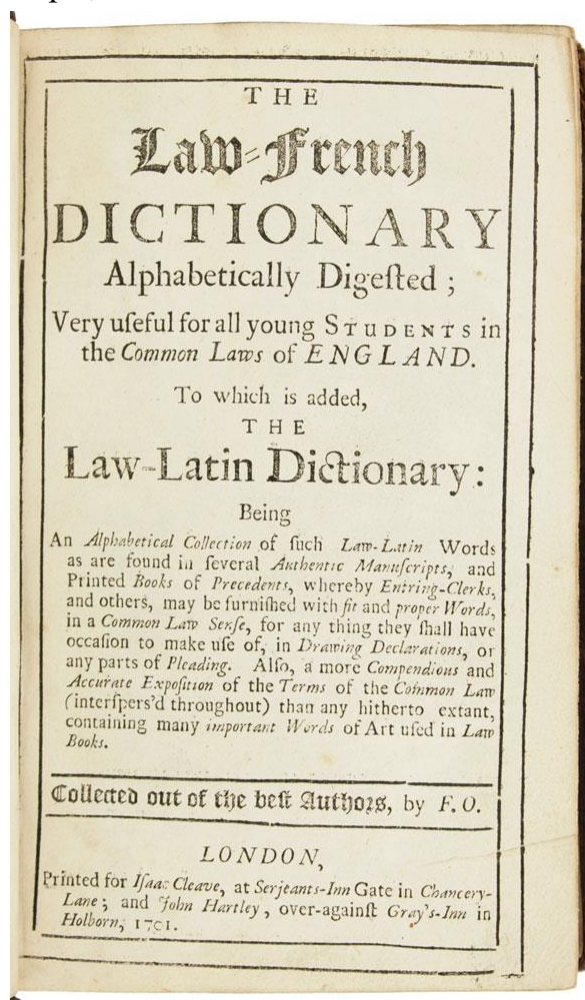 THE
Law-French
DICTIONARY
Alphabetically Digeſted;
Very uſeful for all young STUDENTS in
the Common Laws of ENGLAND.
To which is added,
THE
Law-Latin Dictionary:
Being
An Alphabetical Collection of ſuch Law-Latin Words
as are found in ſeveral Authentic Manuſcripts, and
Printed Books of Precedents, whereby Entring-Clerks,
and others, may be furniſhed with fit and proper Words,
in a Common Law Senſe, for any thing they ſhall have
occaſion to make uſe of, in Drawing Declarations, or
any parts of Pleading. Alſo, a more Compendious and
Accurate Expoſition of the Terms of the Common Law
(interſpers'd throughout) than any hitherto extant,
containing many important Words of Art uſed in Law
Books.
Collected out of the beſt Authors, by F. O.
LONDON,
Printed for Iſaac Cleave, at Serjeants-Inn Gate in Chancery-
Lane; and John Hartley, over-againſt Gray's-Inn in
Holborn, 1701.